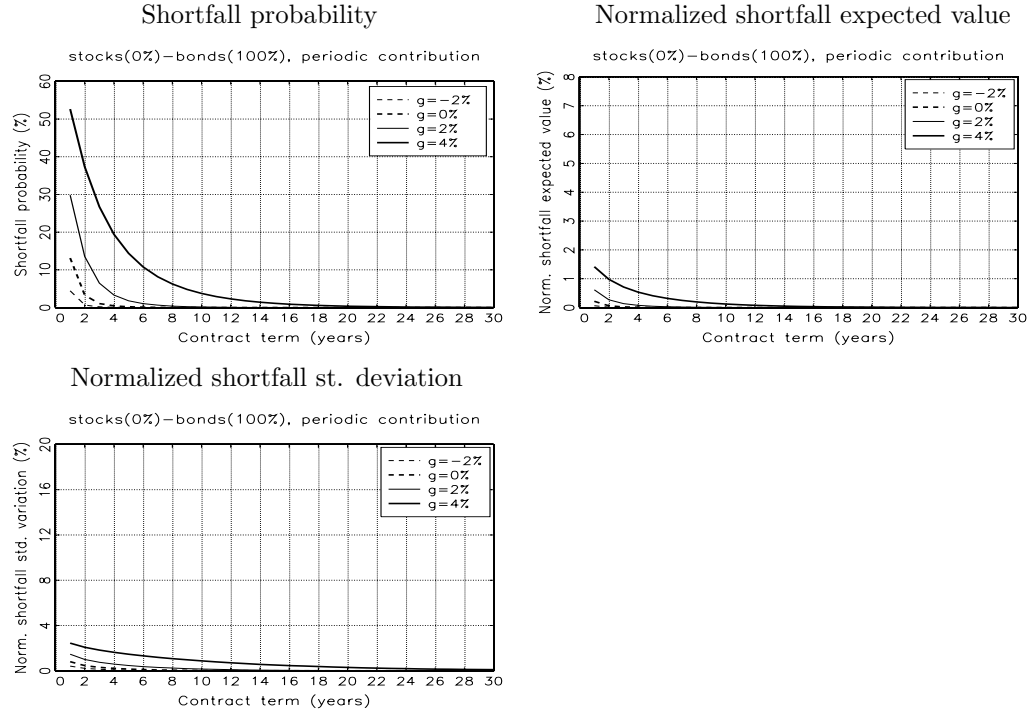 Shortfall probability
stocks(0%)−bonds(100%), periodic contribution
Shortfall probability (%)
60
50
40
30
20
10
0
g=−2%
g=0%
g=2%
g=4%
0 2 4 6 8 10 12 14 16 18 20 22 24 26 28 30
Contract term (years)
Normalized shortfall expected value
stocks(0%)−bonds(100%), periodic contribution
Norm. shortfall expected value (%)
8
7
6
5
4
3
2
1
0
g=−2%
g=0%
g=2%
g=4%
0 2 4 6 8 10 12 14 16 18 20 22 24 26 28 30
Contract term (years)
Normalized shortfall st. deviation
stocks(0%)−bonds(100%), periodic contribution
Norm. shortfall std. variation (%)
20
16
12
8
4
0
g=−2%
g=0%
g=2%
g=4%
0 2 4 6 8 10 12 14 16 18 20 22 24 26 28 30
Contract term (years)